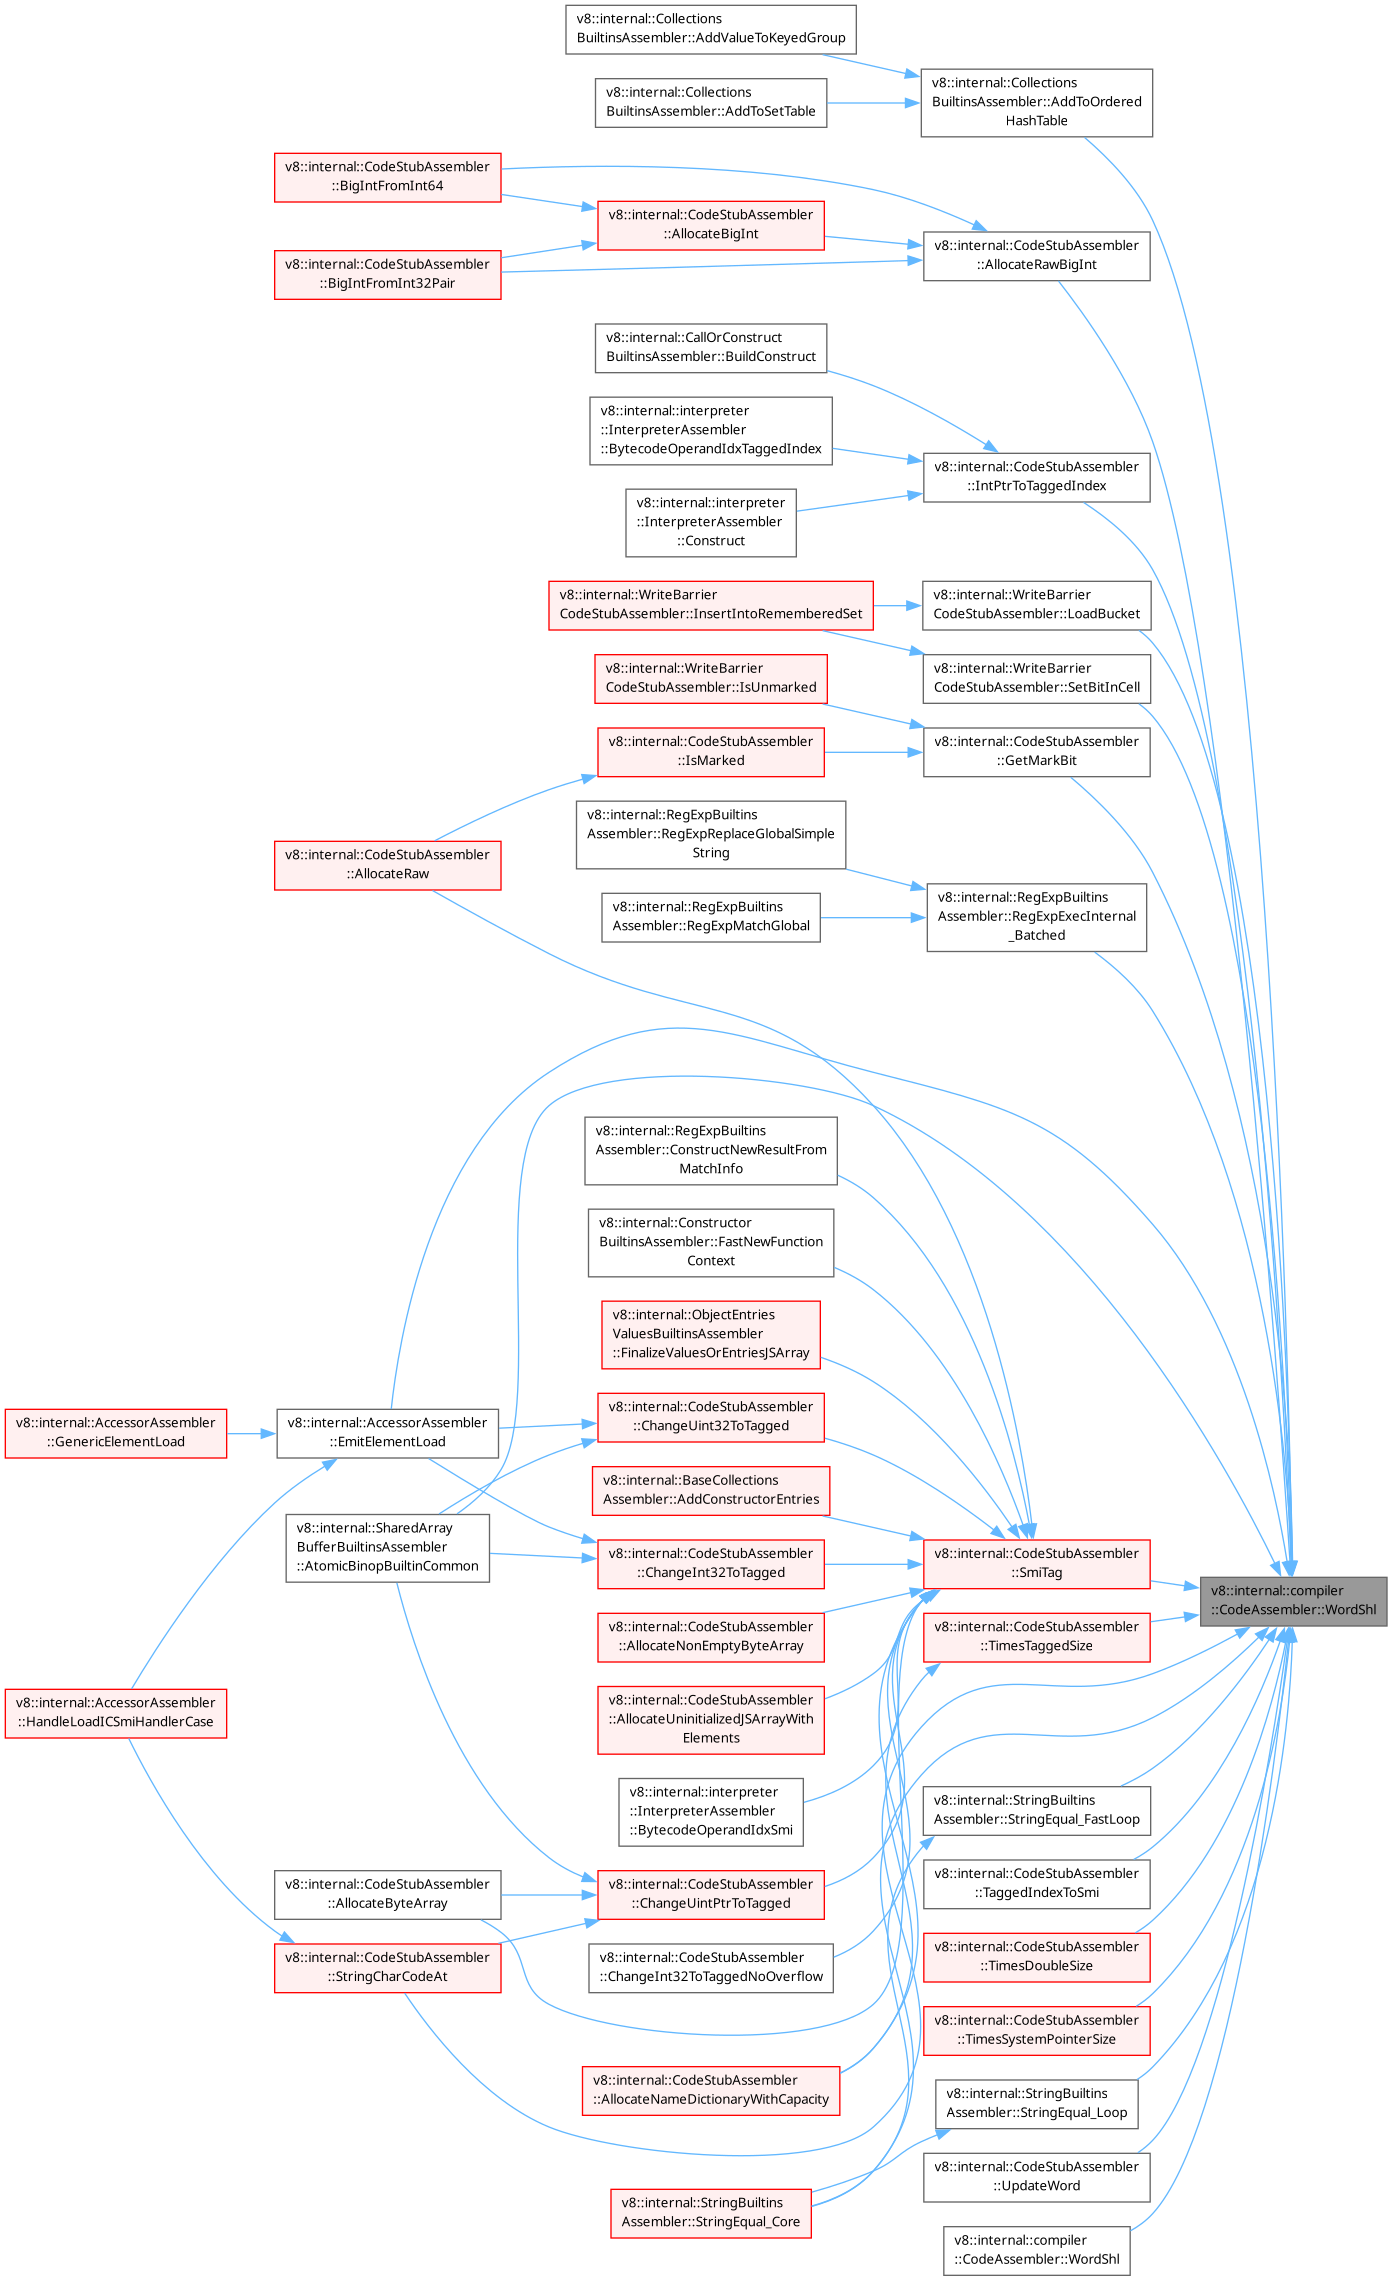 v8::internal::Collections
BuiltinsAssembler::AddValueToKeyedGroup
v8::internal::Collections
BuiltinsAssembler::AddToOrdered
HashTable
v8::internal::Collections
BuiltinsAssembler::AddToSetTable
v8::internal::CodeStubAssembler
::BigIntFromInt64
v8::internal::CodeStubAssembler
::AllocateBigInt
v8::internal::CodeStubAssembler
::AllocateRawBigInt
v8::internal::CodeStubAssembler
::BigIntFromInt32Pair
v8::internal::CallOrConstruct
BuiltinsAssembler::BuildConstruct
v8::internal::interpreter
::InterpreterAssembler
::BytecodeOperandIdxTaggedIndex
v8::internal::CodeStubAssembler
::IntPtrToTaggedIndex
v8::internal::interpreter
::InterpreterAssembler
::Construct
v8::internal::WriteBarrier
CodeStubAssembler::InsertIntoRememberedSet
v8::internal::WriteBarrier
CodeStubAssembler::LoadBucket
v8::internal::WriteBarrier
CodeStubAssembler::IsUnmarked
v8::internal::WriteBarrier
CodeStubAssembler::SetBitInCell
v8::internal::CodeStubAssembler
::IsMarked
v8::internal::CodeStubAssembler
::GetMarkBit
v8::internal::RegExpBuiltins
Assembler::RegExpReplaceGlobalSimple
String
v8::internal::CodeStubAssembler
::AllocateRaw
v8::internal::RegExpBuiltins
Assembler::RegExpMatchGlobal
v8::internal::RegExpBuiltins
Assembler::RegExpExecInternal
_Batched
v8::internal::RegExpBuiltins
Assembler::ConstructNewResultFrom
MatchInfo
v8::internal::Constructor
BuiltinsAssembler::FastNewFunction
Context
v8::internal::ObjectEntries
ValuesBuiltinsAssembler
::FinalizeValuesOrEntriesJSArray
v8::internal::AccessorAssembler
::GenericElementLoad
v8::internal::AccessorAssembler
::EmitElementLoad
v8::internal::CodeStubAssembler
::ChangeUint32ToTagged
v8::internal::BaseCollections
Assembler::AddConstructorEntries
v8::internal::SharedArray
BufferBuiltinsAssembler
::AtomicBinopBuiltinCommon
v8::internal::CodeStubAssembler
::ChangeInt32ToTagged
v8::internal::CodeStubAssembler
::SmiTag
v8::internal::compiler
::CodeAssembler::WordShl
v8::internal::CodeStubAssembler
::AllocateNonEmptyByteArray
v8::internal::CodeStubAssembler
::TimesTaggedSize
v8::internal::AccessorAssembler
::HandleLoadICSmiHandlerCase
v8::internal::CodeStubAssembler
::AllocateUninitializedJSArrayWith
Elements
v8::internal::interpreter
::InterpreterAssembler
::BytecodeOperandIdxSmi
v8::internal::StringBuiltins
Assembler::StringEqual_FastLoop
v8::internal::CodeStubAssembler
::AllocateByteArray
v8::internal::CodeStubAssembler
::ChangeUintPtrToTagged
v8::internal::CodeStubAssembler
::TaggedIndexToSmi
v8::internal::CodeStubAssembler
::StringCharCodeAt
v8::internal::CodeStubAssembler
::ChangeInt32ToTaggedNoOverflow
v8::internal::CodeStubAssembler
::TimesDoubleSize
v8::internal::CodeStubAssembler
::TimesSystemPointerSize
v8::internal::CodeStubAssembler
::AllocateNameDictionaryWithCapacity
v8::internal::StringBuiltins
Assembler::StringEqual_Loop
v8::internal::CodeStubAssembler
::UpdateWord
v8::internal::StringBuiltins
Assembler::StringEqual_Core
v8::internal::compiler
::CodeAssembler::WordShl